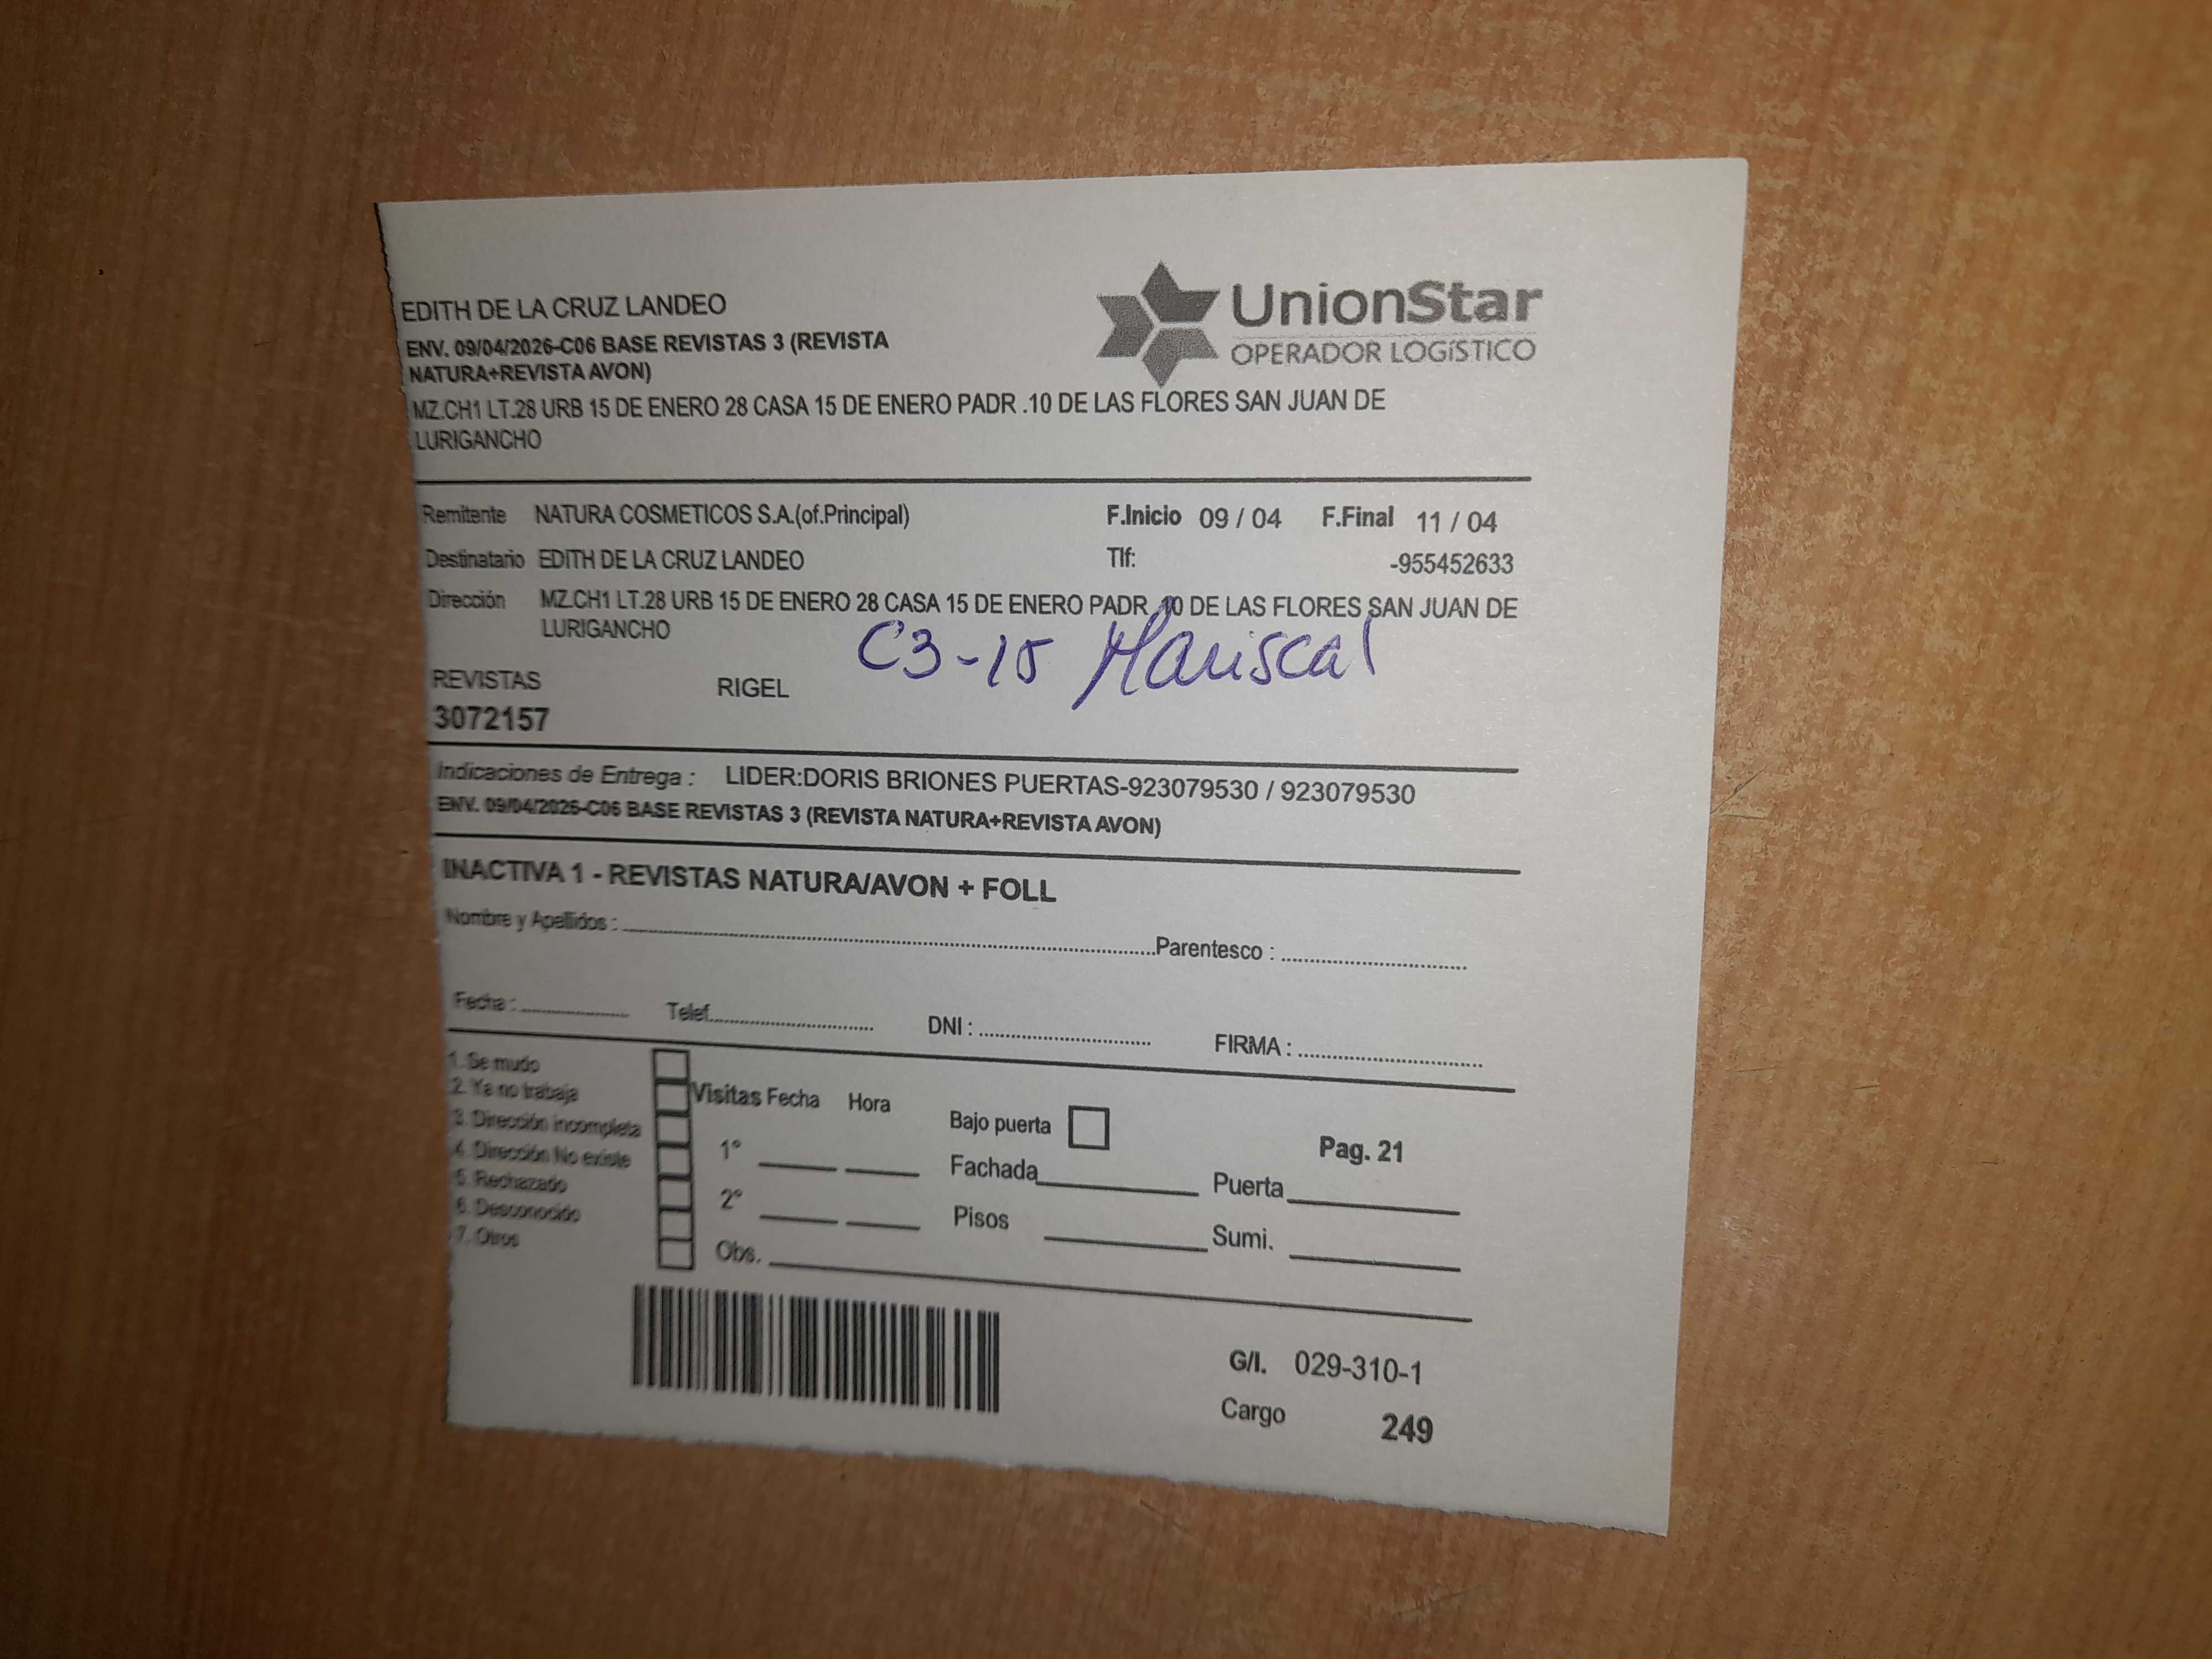 EDITH DE LA CRUZ LANDEO
UnionStar
OPERADOR LOGíSTICO
ENV. 09/04/2026-C06 BASE REVISTAS 3 (REVISTA
NATURA+REVISTA AVON)
MZ.CH1 LT.28 URB 15 DE ENERO 28 CASA 15 DE ENERO PADR .10 DE LAS FLORES SAN JUAN DE
LURIGANCHO
Remitente NATURA COSMETICOS S.A.(of.Principal) F.Inicio 09 / 04 F.Final 11 / 04
Destinatario EDITH DE LA CRUZ LANDEO Tlf: -955452633
Dirección MZ.CH1 LT.28 URB 15 DE ENERO 28 CASA 15 DE ENERO PADR .10 DE LAS FLORES SAN JUAN DE
LURIGANCHO
C3-15 Mariscal
REVISTAS RIGEL
3072157
Indicaciones de Entrega : LIDER:DORIS BRIONES PUERTAS-923079530 / 923079530
ENV. 09/04/2026-C06 BASE REVISTAS 3 (REVISTA NATURA+REVISTA AVON)
INACTIVA 1 - REVISTAS NATURA/AVON + FOLL
Nombre y Apellidos : Parentesco :
Fecha : Telef. DNI : FIRMA :
1. Se mudo
2. Ya no trabaja
3. Dirección incompleta
4. Dirección No existe
5. Rechazado
6. Desconocido
7. Otros
Visitas Fecha Hora
1°
2°
Obs.
Bajo puerta
Pag. 21
Fachada Puerta
Pisos Sumi.
G/I. 029-310-1
Cargo 249